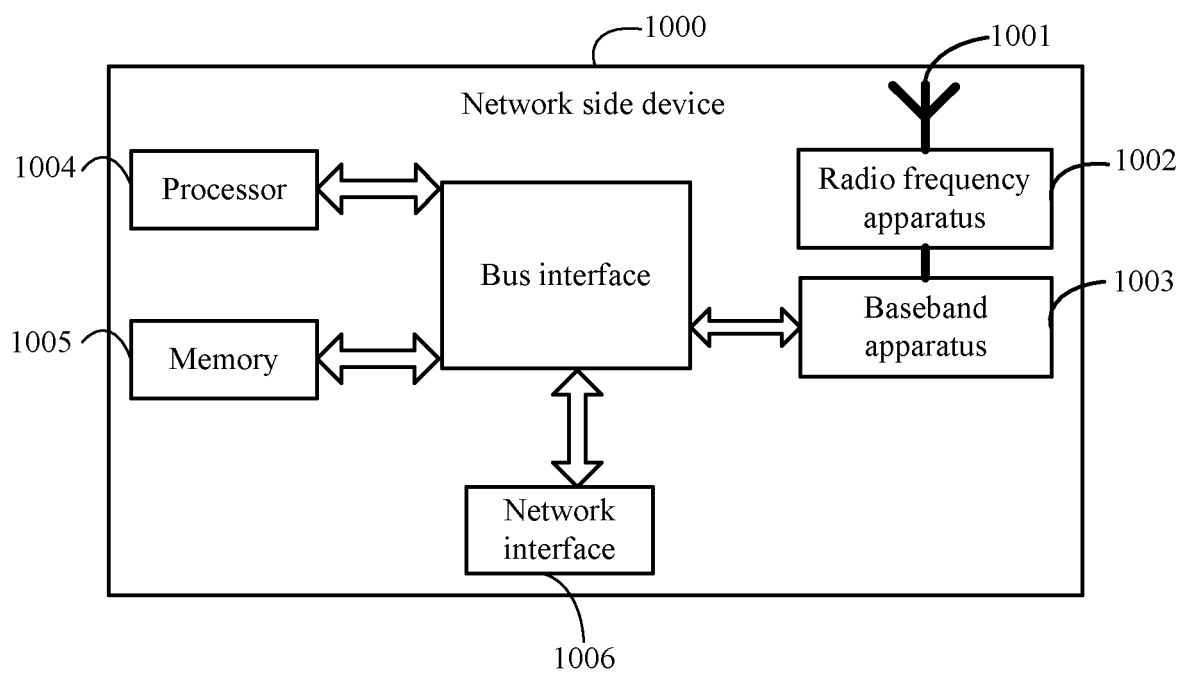 1000
1001
Network side device
1004
Processor
Radio frequency
apparatus
1002
Bus interface
1005
Memory
Baseband
apparatus
1003
Network
interface
1006